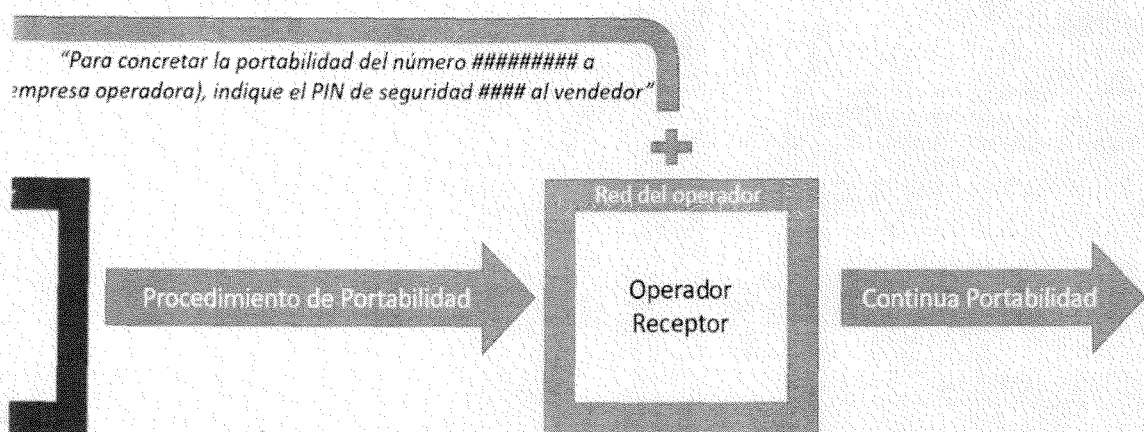 "Para concretar la portabilidad del número ######### a
empresa operadora), indique el PIN de seguridad #### al vendedor"
Red del operador
Procedimiento de Portabilidad
Operador
Receptor
Continua Portabilidad